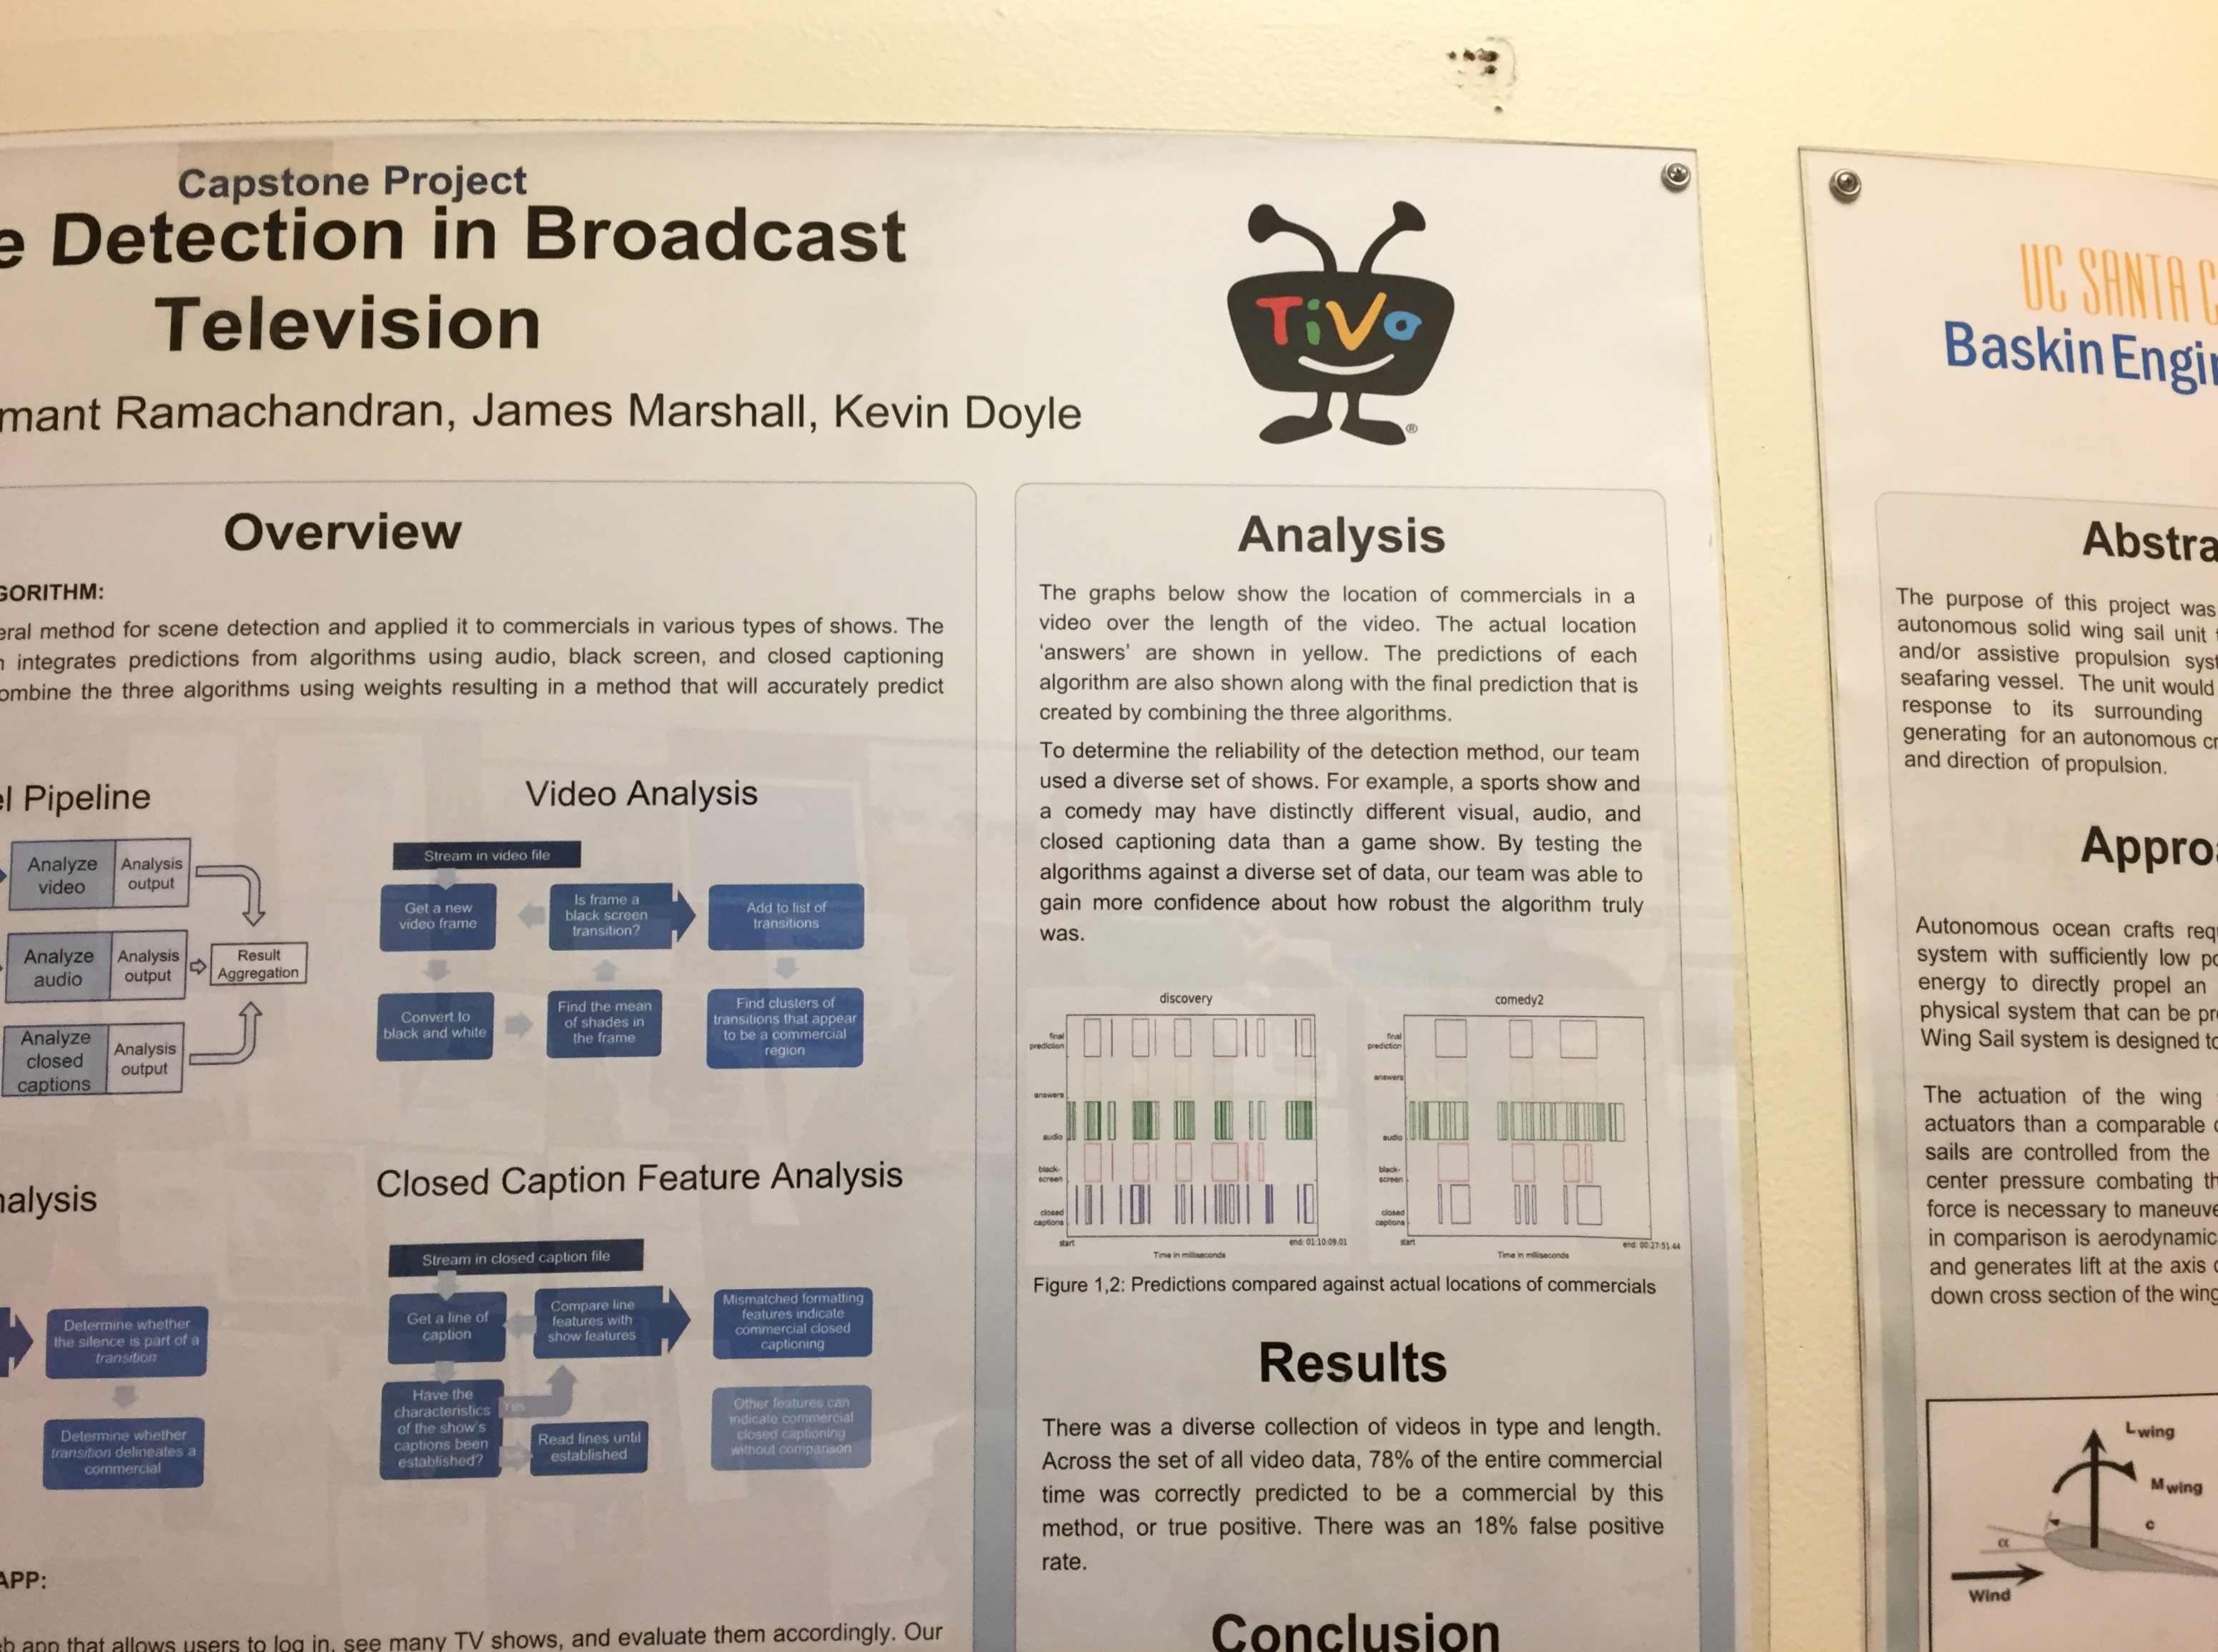 Capstone Project
e Detection in Broadcast
Television
mant Ramachandran, James Marshall, Kevin Doyle
TiVo
®
Overview
GORITHM:
eral method for scene detection and applied it to commercials in various types of shows. The
n integrates predictions from algorithms using audio, black screen, and closed captioning
ombine the three algorithms using weights resulting in a method that will accurately predict
el Pipeline
Analyze
video
Analysis
output
Analyze
audio
Analysis
output
Result
Aggregation
Analyze
closed
captions
Analysis
output
Video Analysis
Stream in video file
Get a new
video frame
Is frame a
black screen
transition?
Add to list of
transitions
Convert to
black and white
Find the mean
of shades in
the frame
Find clusters of
transitions that appear
to be a commercial
region
nalysis
Determine whether
the silence is part of a
transition
Determine whether
transition delineates a
commercial
Closed Caption Feature Analysis
Stream in closed caption file
Get a line of
caption
Compare line
features with
show features
Mismatched formatting
features indicate
commercial closed
captioning
Have the
characteristics
of the show's
captions been
established?
Yes
Read lines until
established
Other features can
indicate commercial
closed captioning
without comparison
APP:
eb app that allows users to log in, see many TV shows, and evaluate them accordingly. Our
Analysis
The graphs below show the location of commercials in a
video over the length of the video. The actual location
‘answers’ are shown in yellow. The predictions of each
algorithm are also shown along with the final prediction that is
created by combining the three algorithms.
To determine the reliability of the detection method, our team
used a diverse set of shows. For example, a sports show and
a comedy may have distinctly different visual, audio, and
closed captioning data than a game show. By testing the
algorithms against a diverse set of data, our team was able to
gain more confidence about how robust the algorithm truly
was.
discovery
final
prediction
answers
audio
black-
screen
closed
captions
start
end: 01:10:09.01
Time in milliseconds
comedy2
final
prediction
answers
audio
black-
screen
closed
captions
start
end: 00:27:51.44
Time in milliseconds
Figure 1,2: Predictions compared against actual locations of commercials
Results
There was a diverse collection of videos in type and length.
Across the set of all video data, 78% of the entire commercial
time was correctly predicted to be a commercial by this
method, or true positive. There was an 18% false positive
rate.
Conclusion
UC SANTA C
Baskin Engin
Abstra
The purpose of this project was
autonomous solid wing sail unit
and/or assistive propulsion syst
seafaring vessel. The unit would
response to its surrounding
generating for an autonomous cr
and direction of propulsion.
Approa
Autonomous ocean crafts requ
system with sufficiently low po
energy to directly propel an
physical system that can be pr
Wing Sail system is designed to
The actuation of the wing
actuators than a comparable
sails are controlled from the
center pressure combating th
force is necessary to maneuve
in comparison is aerodynamic
and generates lift at the axis
down cross section of the wing
L wing
M wing
c
α
Wind